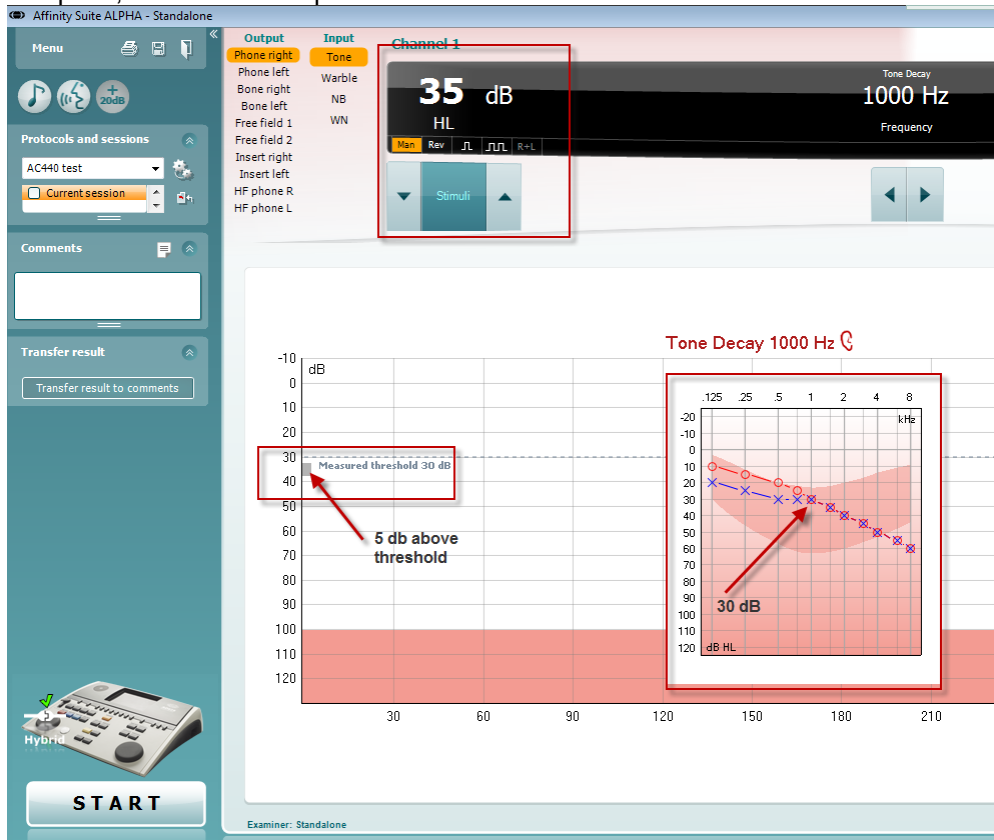 Affinity Suite ALPHA - Standalone
Menu
+
20dB
Protocols and sessions
AC440 test
Current session
Comments
Transfer result
Transfer result to comments
Hybrid
START
Output
Phone right
Phone left
Bone right
Bone left
Free field 1
Free field 2
Insert right
Insert left
HF phone R
HF phone L
Input
Tone
Warble
NB
WN
Channel 1
35 dB
HL
Man Rev R+L
Stimuli
Tone Decay
1000 Hz
Frequency
Tone Decay 1000 Hz
dB
-10
0
10
20
30
40
50
60
70
80
90
100
110
120
Measured threshold 30 dB
5 db above
threshold
30 60 90 120 150 180 210
.125 .25 .5 1 2 4 8
kHz
-20
-10
0
10
20
30
40
50
60
70
80
90
100
110
120
dB HL
30 dB
Examiner: Standalone